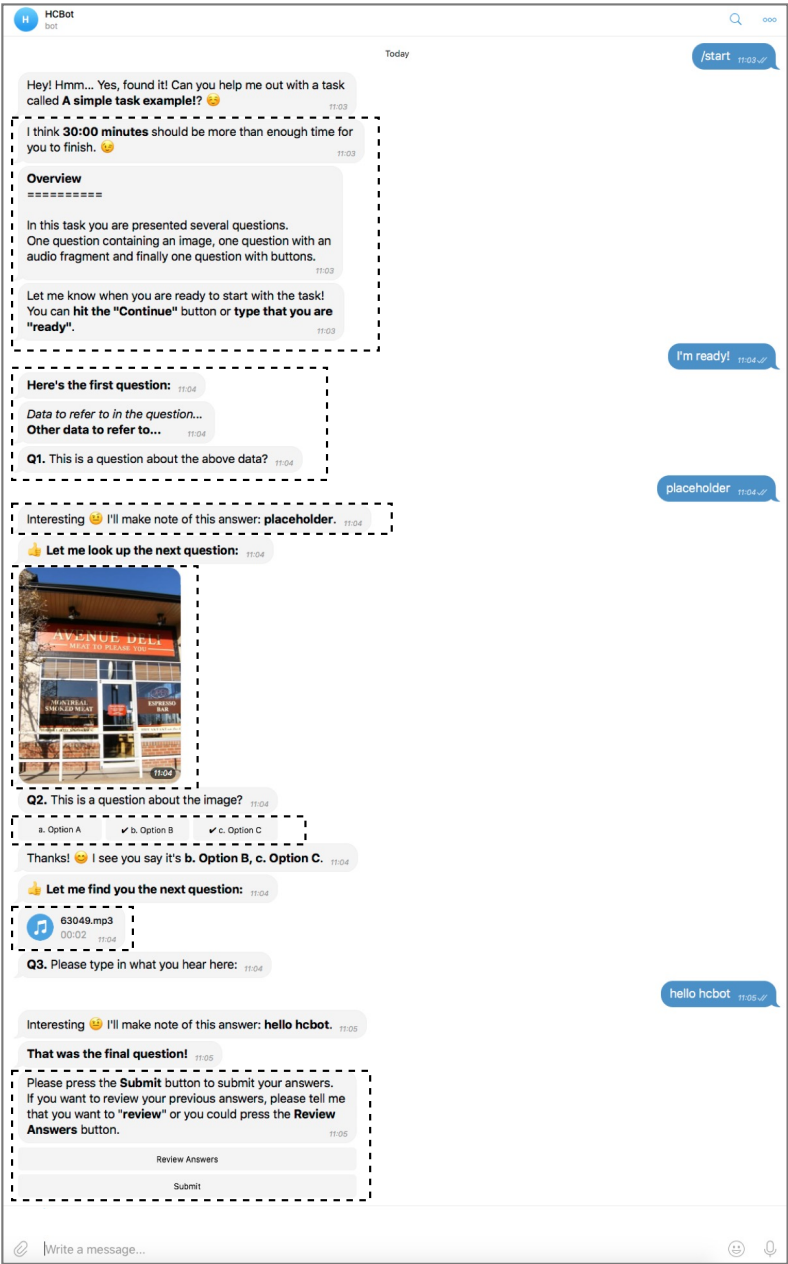 H
HCBot
bot
Today
/start 11:03
Hey! Hmm... Yes, found it! Can you help me out with a task
called A simple task example!? ☺️
11:03
I think 30:00 minutes should be more than enough time for
you to finish. 😉
11:03
Overview
==========
In this task you are presented several questions.
One question containing an image, one question with an
audio fragment and finally one question with buttons.
11:03
Let me know when you are ready to start with the task!
You can hit the "Continue" button or type that you are
"ready".
11:03
I'm ready! 11:04
Here's the first question: 11:04
Data to refer to in the question...
Other data to refer to... 11:04
Q1. This is a question about the above data? 11:04
placeholder 11:04
Interesting 😉 I'll make note of this answer: placeholder. 11:04
👍 Let me look up the next question: 11:04
AVENUE DELI
MEAT TO PLEASE YOU
MONTREAL
SMOKED MEAT
ESPRESSO
BAR
11:04
Q2. This is a question about the image? 11:04
a. Option A
✔ b. Option B
✔ c. Option C
Thanks! 😊 I see you say it's b. Option B, c. Option C. 11:04
👍 Let me find you the next question: 11:04
63049.mp3
00:02 11:04
Q3. Please type in what you hear here: 11:04
hello hcbot 11:05
Interesting 😉 I'll make note of this answer: hello hcbot. 11:05
That was the final question! 11:05
Please press the Submit button to submit your answers.
If you want to review your previous answers, please tell me
that you want to "review" or you could press the Review
Answers button.
11:05
Review Answers
Submit
Write a message...